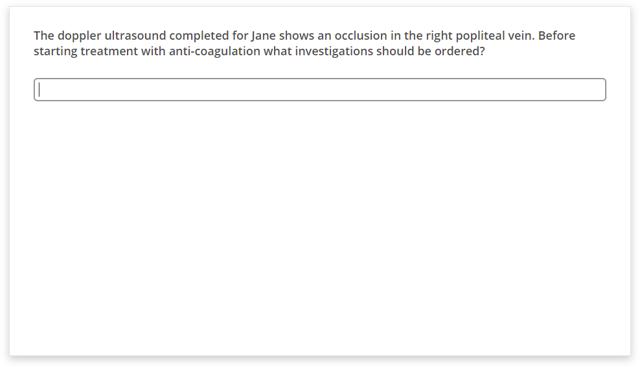 The doppler ultrasound completed for Jane shows an occlusion in the right popliteal vein. Before
starting treatment with anti-coagulation what investigations should be ordered?